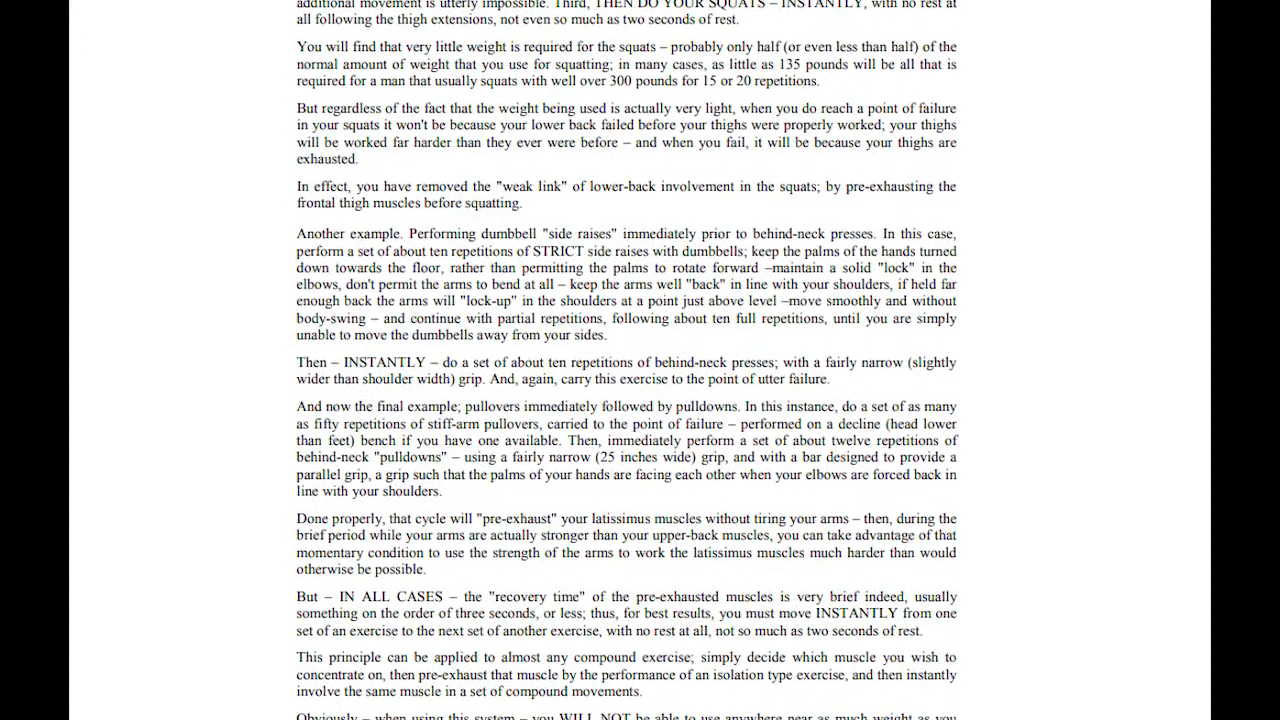 additional movement is utterly impossible. Third, THEN DO YOUR SQUATS – INSTANTLY, with no rest at
all following the thigh extensions, not even so much as two seconds of rest.
You will find that very little weight is required for the squats – probably only half (or even less than half) of the
normal amount of weight that you use for squatting; in many cases, as little as 135 pounds will be all that is
required for a man that usually squats with well over 300 pounds for 15 or 20 repetitions.
But regardless of the fact that the weight being used is actually very light, when you do reach a point of failure
in your squats it won't be because your lower back failed before your thighs were properly worked; your thighs
will be worked far harder than they ever were before – and when you fail, it will be because your thighs are
exhausted.
In effect, you have removed the "weak link" of lower-back involvement in the squats; by pre-exhausting the
frontal thigh muscles before squatting.
Another example. Performing dumbbell "side raises" immediately prior to behind-neck presses. In this case,
perform a set of about ten repetitions of STRICT side raises with dumbbells; keep the palms of the hands turned
down towards the floor, rather than permitting the palms to rotate forward –maintain a solid "lock" in the
elbows, don't permit the arms to bend at all – keep the arms well "back" in line with your shoulders, if held far
enough back the arms will "lock-up" in the shoulders at a point just above level –move smoothly and without
body-swing – and continue with partial repetitions, following about ten full repetitions, until you are simply
unable to move the dumbbells away from your sides.
Then – INSTANTLY – do a set of about ten repetitions of behind-neck presses; with a fairly narrow (slightly
wider than shoulder width) grip. And, again, carry this exercise to the point of utter failure.
And now the final example; pullovers immediately followed by pulldowns. In this instance, do a set of as many
as fifty repetitions of stiff-arm pullovers, carried to the point of failure – performed on a decline (head lower
than feet) bench if you have one available. Then, immediately perform a set of about twelve repetitions of
behind-neck "pulldowns" – using a fairly narrow (25 inches wide) grip, and with a bar designed to provide a
parallel grip, a grip such that the palms of your hands are facing each other when your elbows are forced back in
line with your shoulders.
Done properly, that cycle will "pre-exhaust" your latissimus muscles without tiring your arms – then, during the
brief period while your arms are actually stronger than your upper-back muscles, you can take advantage of that
momentary condition to use the strength of the arms to work the latissimus muscles much harder than would
otherwise be possible.
But – IN ALL CASES – the "recovery time" of the pre-exhausted muscles is very brief indeed, usually
something on the order of three seconds, or less; thus, for best results, you must move INSTANTLY from one
set of an exercise to the next set of another exercise, with no rest at all, not so much as two seconds of rest.
This principle can be applied to almost any compound exercise; simply decide which muscle you wish to
concentrate on, then pre-exhaust that muscle by the performance of an isolation type exercise, and then instantly
involve the same muscle in a set of compound movements.
Obviously – when using this system – you WILL NOT be able to use anywhere near as much weight as you